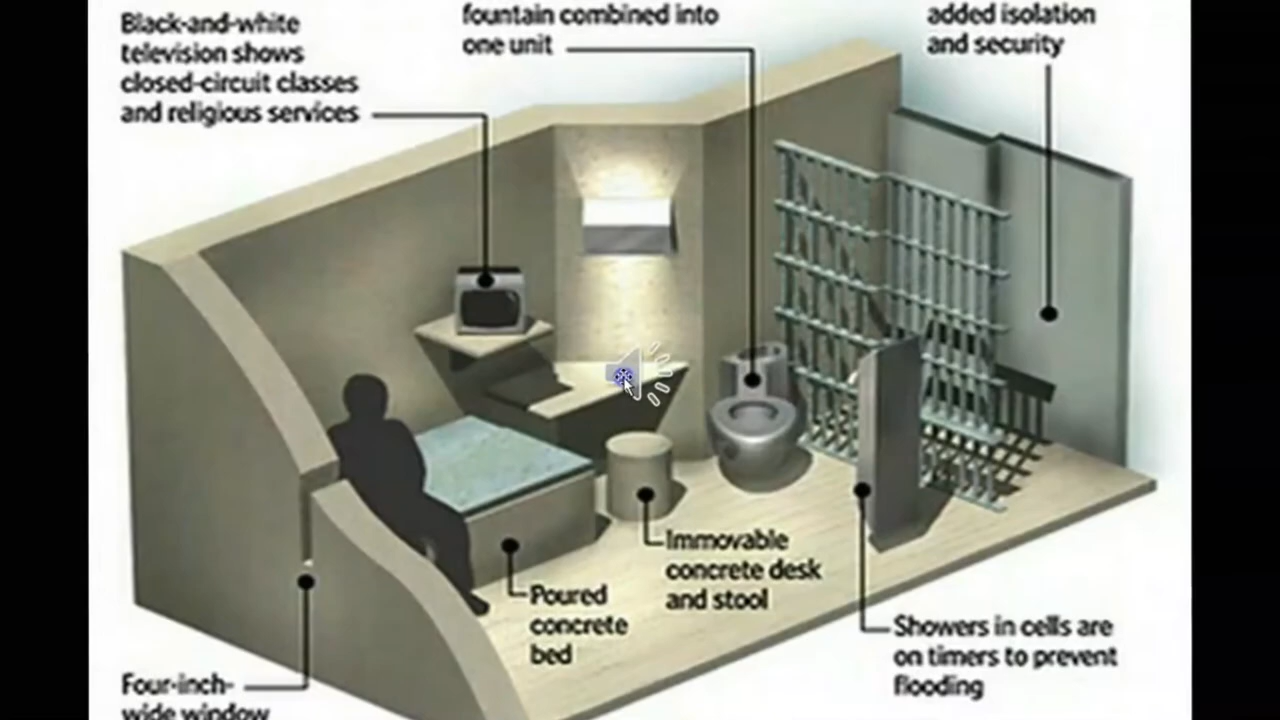 Black-and-white
television shows
closed-circuit classes
and religious services
fountain combined into
one unit
added isolation
and security
Immovable
concrete desk
and stool
Poured
concrete
bed
Showers in cells are
on timers to prevent
flooding
Four-inch-
wide window